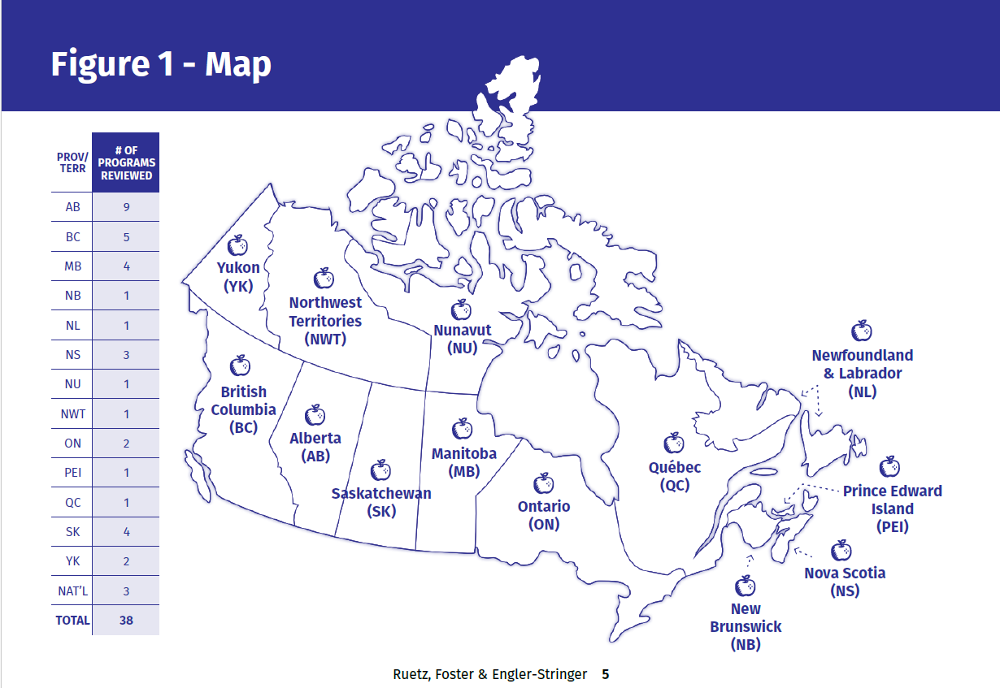 Figure 1 - Map
PROV/
TERR
# OF
PROGRAMS
REVIEWED
AB 9
BC 5
MB 4
NB 1
NL 1
NS 3
NU 1
NWT 1
ON 2
PEI 1
QC 1
SK 4
YK 2
NAT'L 3
TOTAL 38
Yukon
(YK)
Northwest
Territories
(NWT)
Nunavut
(NU)
British
Columbia
(BC)
Alberta
(AB)
Saskatchewan
(SK)
Manitoba
(MB)
Ontario
(ON)
Québec
(QC)
Newfoundland
& Labrador
(NL)
Prince Edward
Island
(PEI)
Nova Scotia
(NS)
New
Brunswick
(NB)
Ruetz, Foster & Engler-Stringer 5